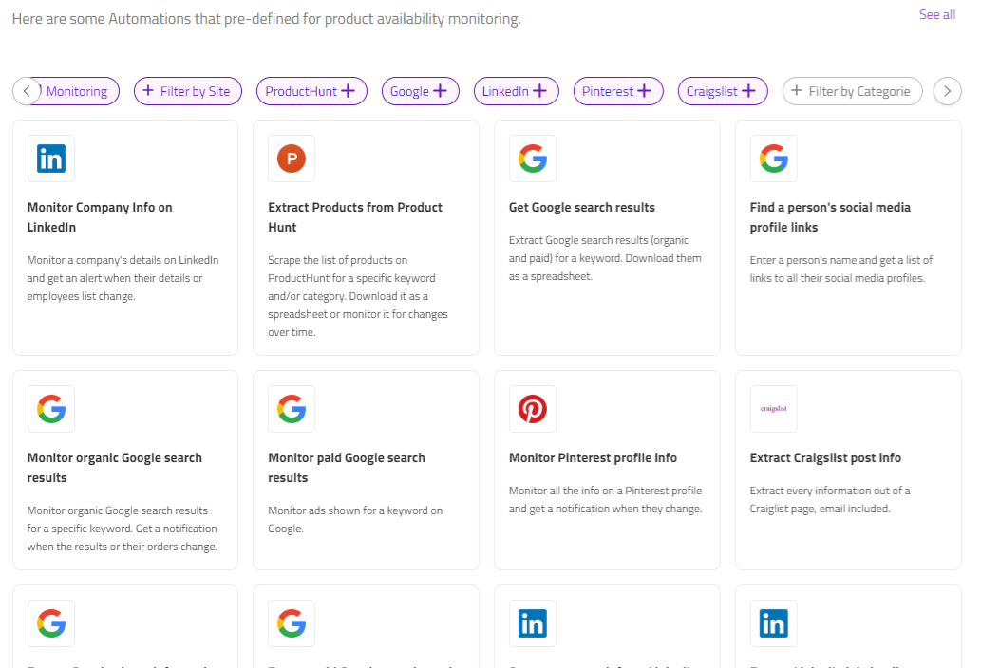 Here are some Automations that pre-defined for product availability monitoring.
See all
Monitoring
+ Filter by Site
ProductHunt +
Google +
LinkedIn +
Pinterest +
Craigslist +
+ Filter by Categorie
in
Monitor Company Info on
LinkedIn
Monitor a company's details on LinkedIn
and get an alert when their details or
employees list change.
P
Extract Products from Product
Hunt
Scrape the list of products on
ProductHunt for a specific keyword
and/or category. Download it as a
spreadsheet or monitor it for changes
over time.
G
Get Google search results
Extract Google search results (organic
and paid) for a keyword. Download them
as a spreadsheet.
G
Find a person's social media
profile links
Enter a person's name and get a list of
links to all their social media profiles.
G
Monitor organic Google search
results
Monitor organic Google search results
for a specific keyword. Get a notification
when the results or their orders change.
G
Monitor paid Google search
results
Monitor ads shown for a keyword on
Google.
Monitor Pinterest profile info
Monitor all the info on a Pinterest profile
and get a notification when they change.
craigslist
Extract Craigslist post info
Extract every information out of a
Craiglist page, email included.
G
G
in
in